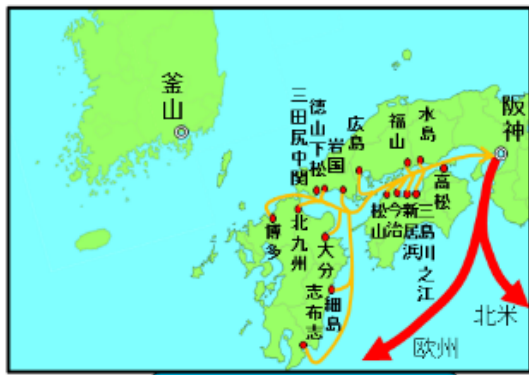 釜山
三田尻中関
徳山下松
岩国
広島
福山
水島
阪神
高松
三島川之江
新居浜
今治
松山
博多
北九州
大分
細島
志布志
北米
欧州